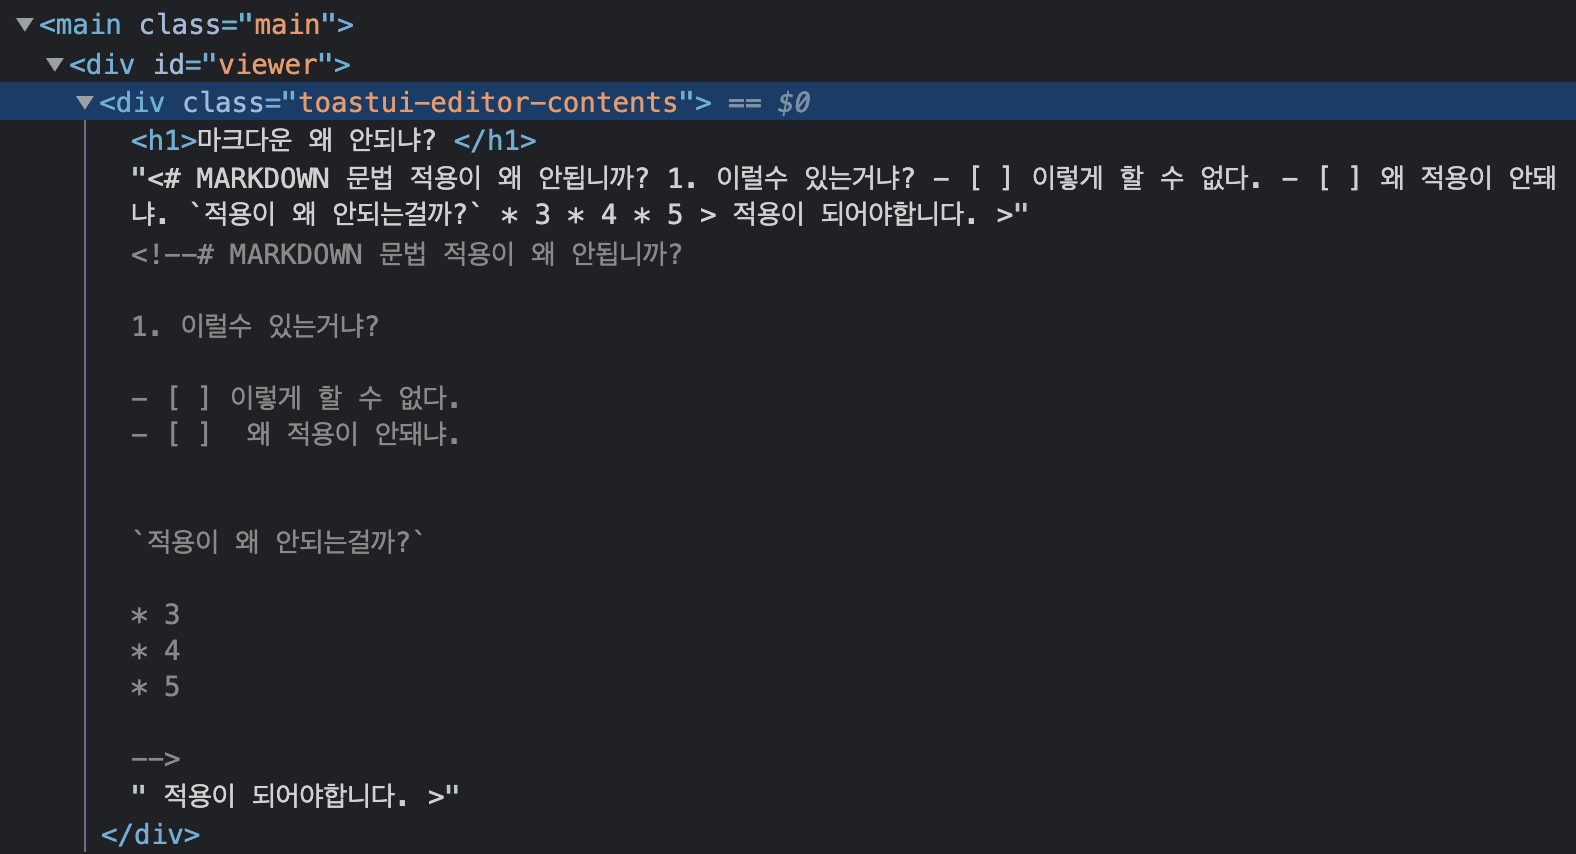 ▼<main class="main">
▼<div id="viewer">
▼<div class="toastui-editor-contents"> == $0
<h1>마크다운 왜 안되냐? </h1>
"<# MARKDOWN 문법 적용이 왜 안됩니까? 1. 이럴수 있는거냐? - [ ] 이렇게 할 수 없다. - [ ] 왜 적용이 안돼
냐. `적용이 왜 안되는걸까?` * 3 * 4 * 5 > 적용이 되어야합니다. >"
<!--# MARKDOWN 문법 적용이 왜 안됩니까?
1. 이럴수 있는거냐?
- [ ] 이렇게 할 수 없다.
- [ ]  왜 적용이 안돼냐.
`적용이 왜 안되는걸까?`
* 3
* 4
* 5
-->
" 적용이 되어야합니다. >"
</div>